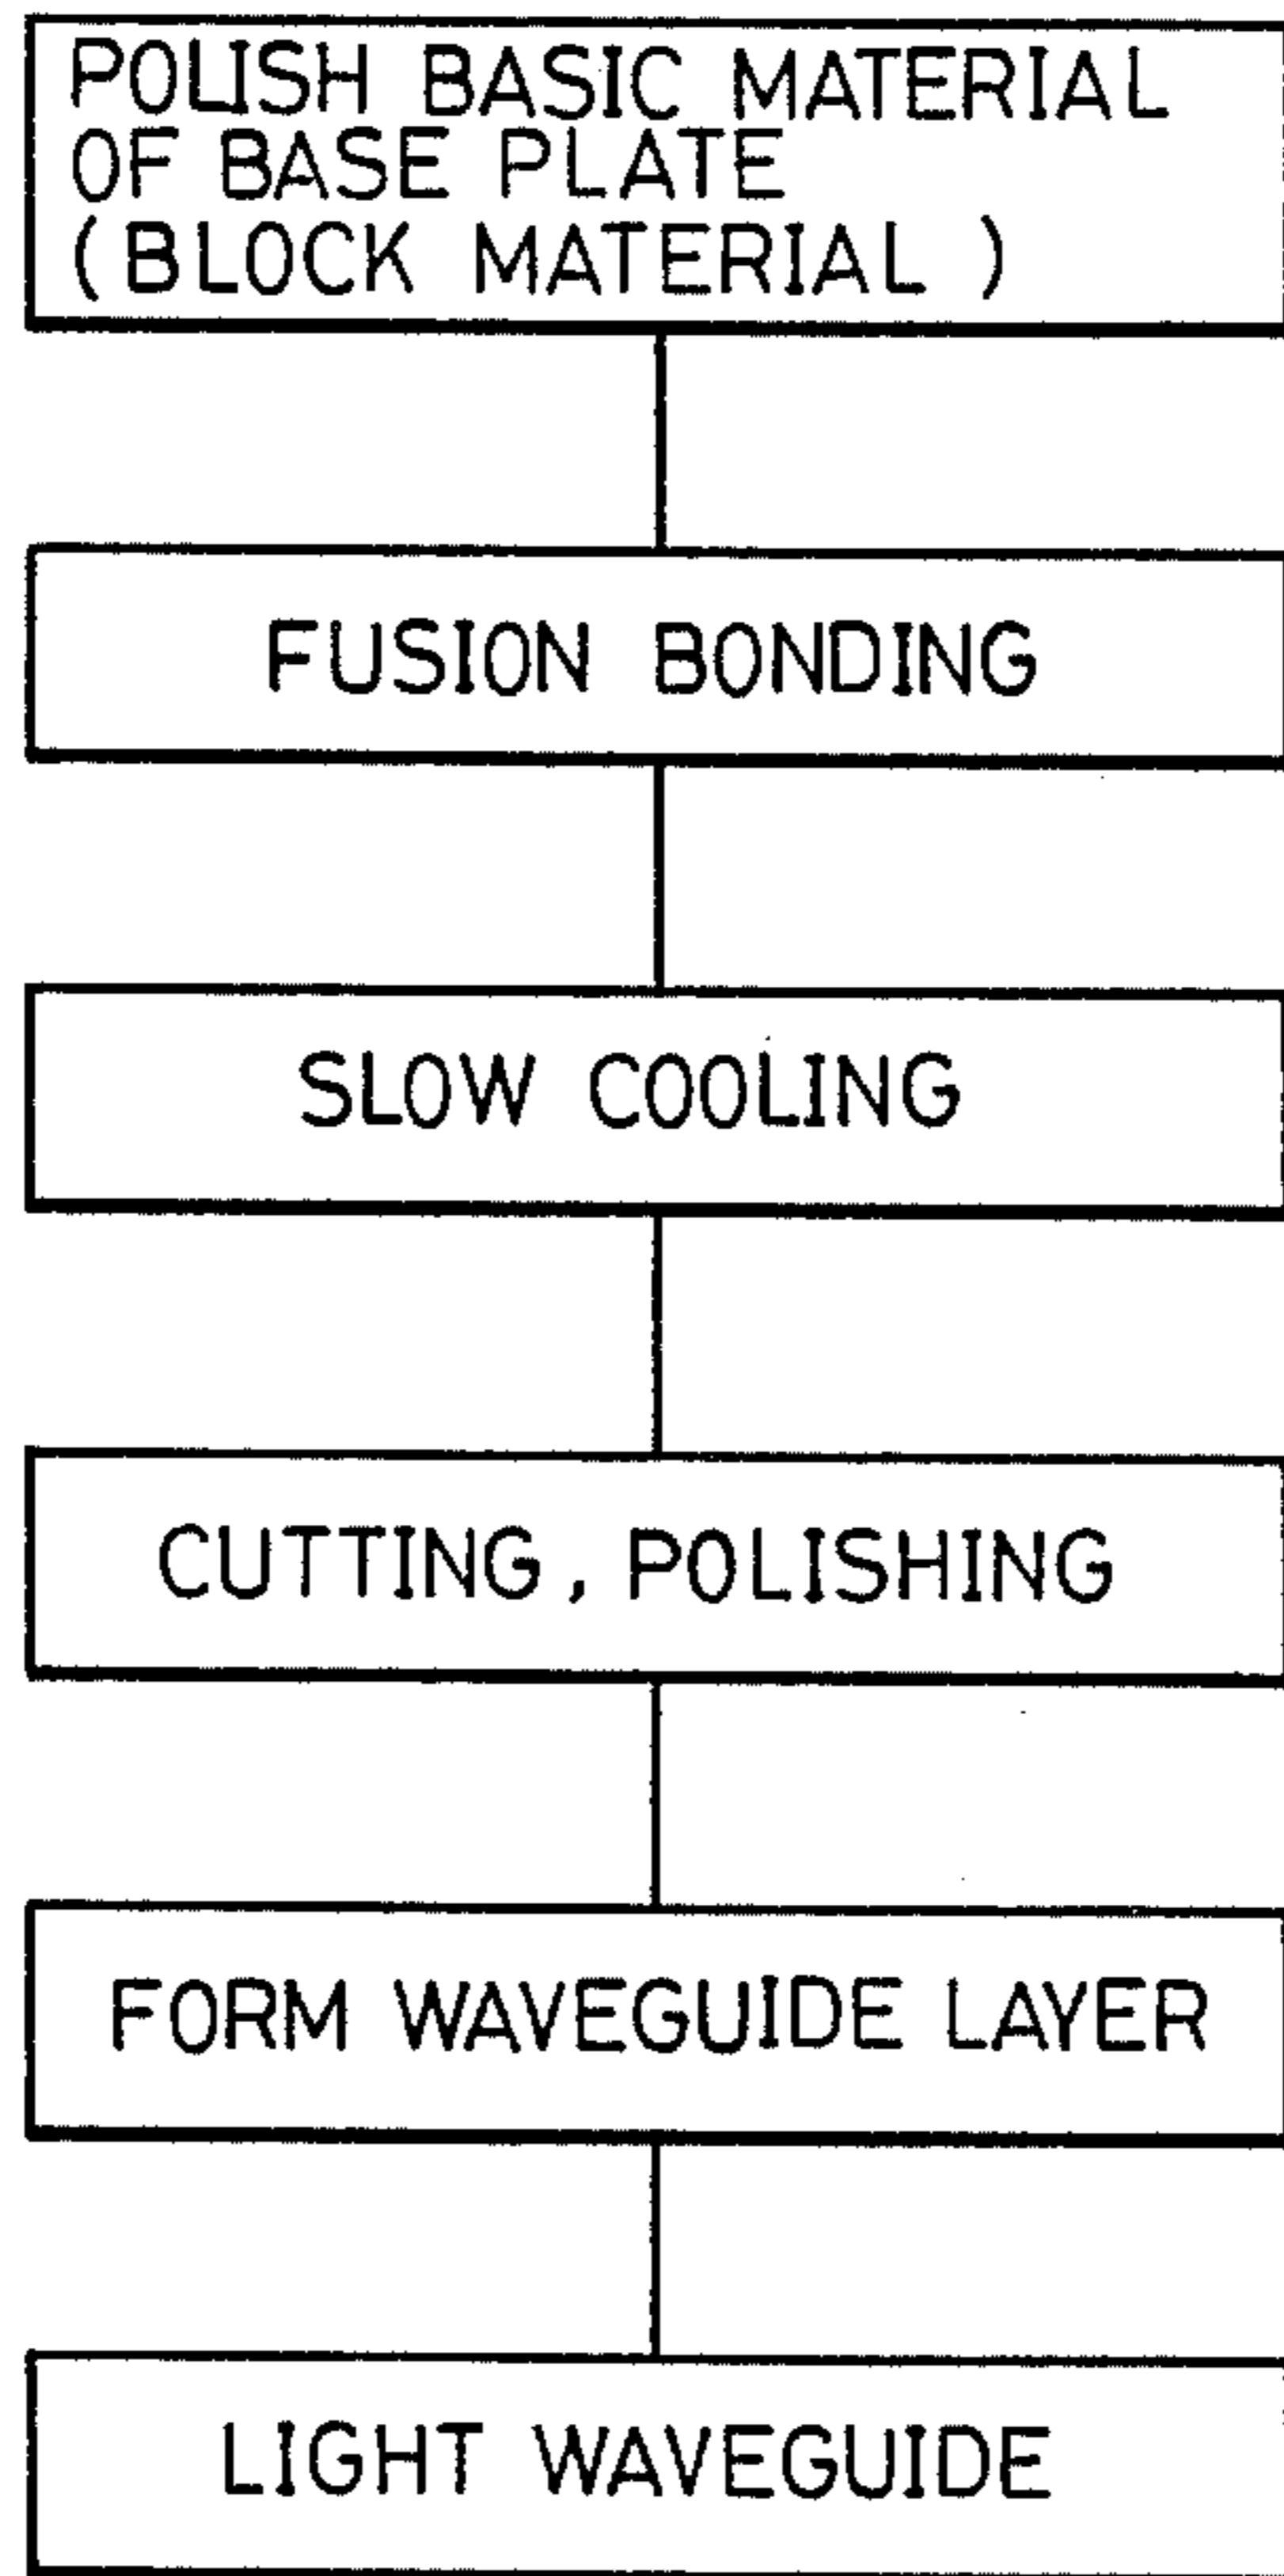 POLISH BASIC MATERIAL
OF BASE PLATE
(BLOCK MATERIAL )
FUSION BONDING
SLOW COOLING
CUTTING, POLISHING
FORM WAVEGUIDE LAYER
LIGHT WAVEGUIDE